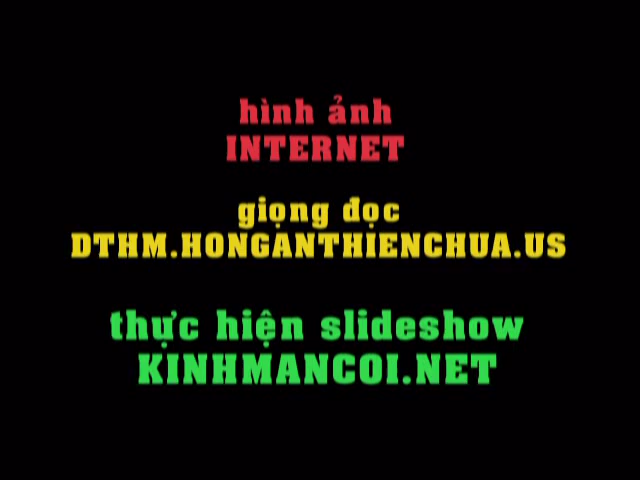 hình ảnh
INTERNET
giọng đọc
DTHM.HONGANTHIENCHUA.US
thực hiện slideshow
KINHMANCOI.NET